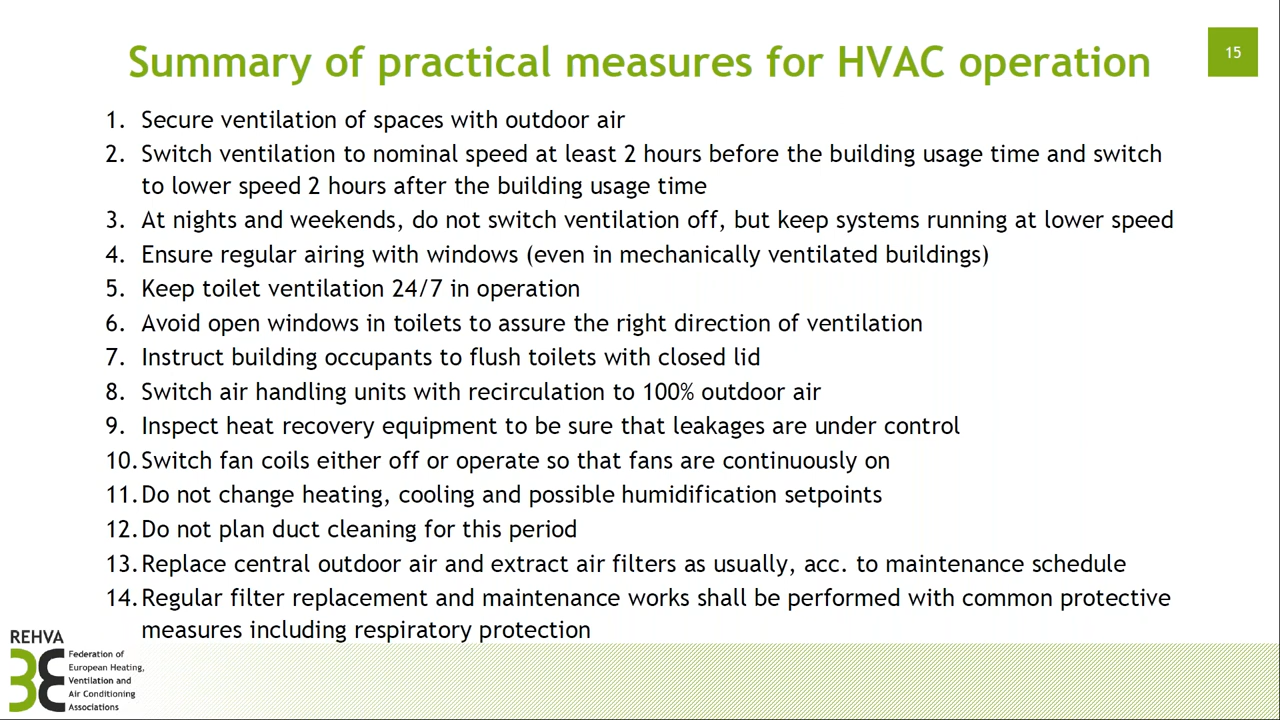 Summary of practical measures for HVAC operation
15
1. Secure ventilation of spaces with outdoor air
2. Switch ventilation to nominal speed at least 2 hours before the building usage time and switch
to lower speed 2 hours after the building usage time
3. At nights and weekends, do not switch ventilation off, but keep systems running at lower speed
4. Ensure regular airing with windows (even in mechanically ventilated buildings)
5. Keep toilet ventilation 24/7 in operation
6. Avoid open windows in toilets to assure the right direction of ventilation
7. Instruct building occupants to flush toilets with closed lid
8. Switch air handling units with recirculation to 100% outdoor air
9. Inspect heat recovery equipment to be sure that leakages are under control
10. Switch fan coils either off or operate so that fans are continuously on
11. Do not change heating, cooling and possible humidification setpoints
12. Do not plan duct cleaning for this period
13. Replace central outdoor air and extract air filters as usually, acc. to maintenance schedule
14. Regular filter replacement and maintenance works shall be performed with common protective
measures including respiratory protection
REHVA
Federation of
European Heating,
Ventilation and
Air Conditioning
Associations